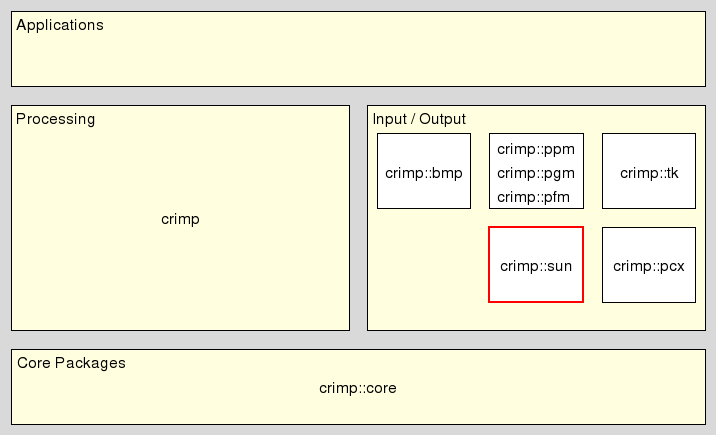 Applications
Processing
crimp
Input / Output
crimp::bmp
crimp::ppm
crimp::pgm
crimp::pfm
crimp::tk
crimp::sun
crimp::pcx
Core Packages
crimp::core